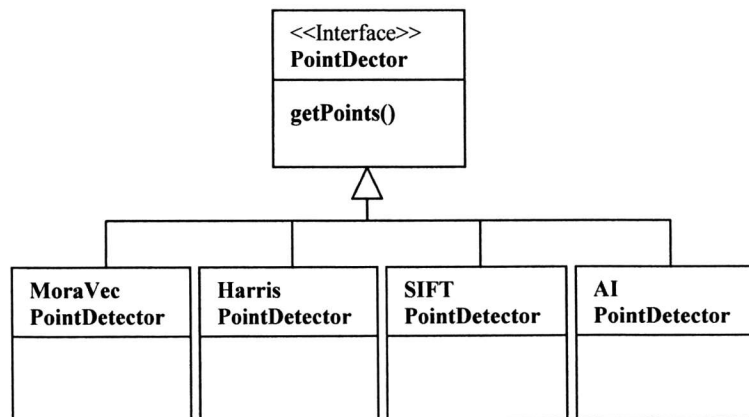 <<Interface>>
PointDector
getPoints()
MoraVec
PointDetector
Harris
PointDetector
SIFT
PointDetector
AI
PointDetector